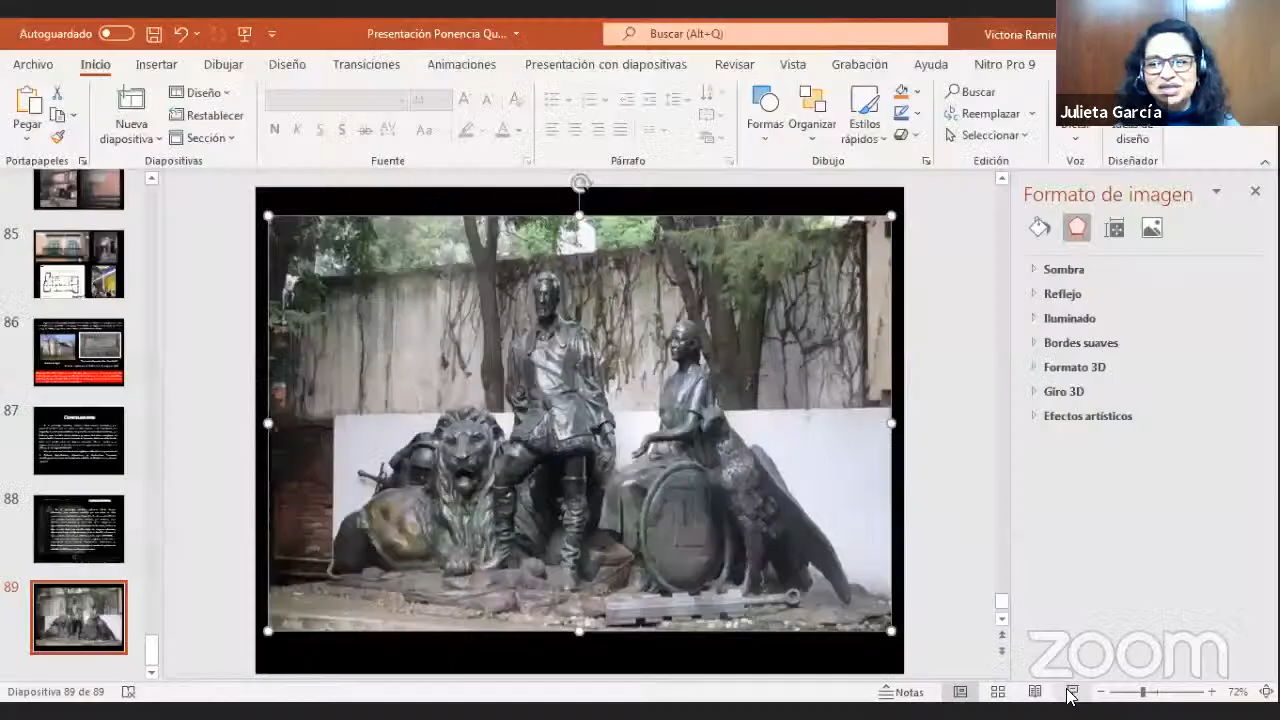 Autoguardado
Presentación Ponencia Qu...
Buscar (Alt+Q)
Victoria Ramir
Archivo Inicio Insertar Dibujar Diseño Transiciones Animaciones Presentación con diapositivas Revisar Vista Grabación Ayuda Nitro Pro 9
Julieta García
Pegar
Nueva diapositiva
Diseño
Restablecer
Sección
N
Aa
Formas
Organizar
Estilos rápidos
Buscar
Reemplazar
Seleccionar
diseño
Portapapeles Diapositivas Fuente Párrafo Dibujo Edición Voz Diseñador
Formato de imagen
Sombra
Reflejo
Iluminado
Bordes suaves
Formato 3D
Giro 3D
Efectos artísticos
85
86
87
88
89
zoom
Diapositiva 89 de 89
Notas
72%